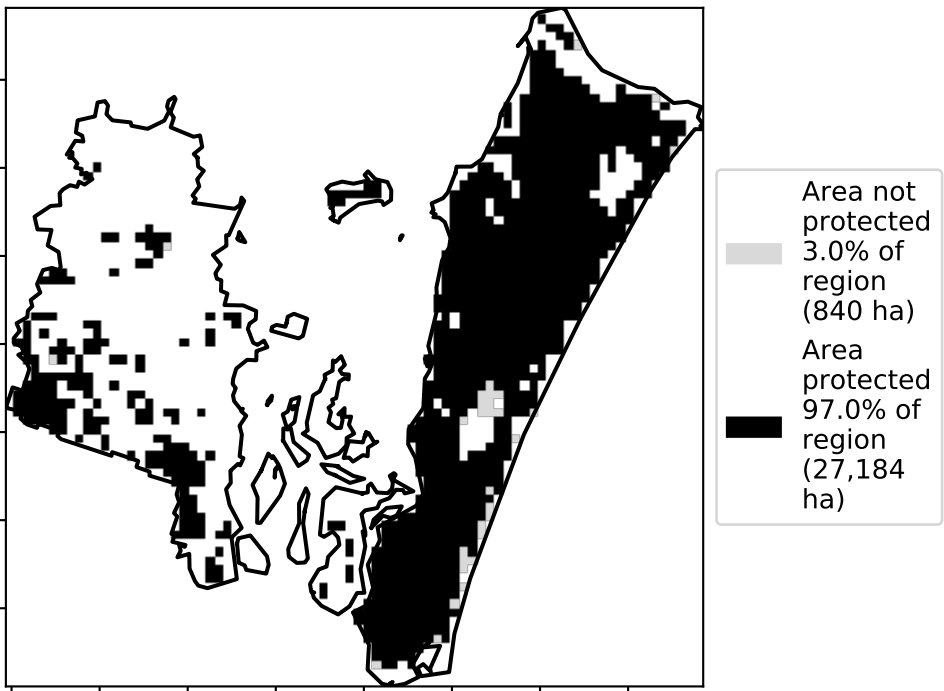 Area not
protected
3.0% of
region
(840 ha)
Area
protected
97.0% of
region
(27,184
ha)